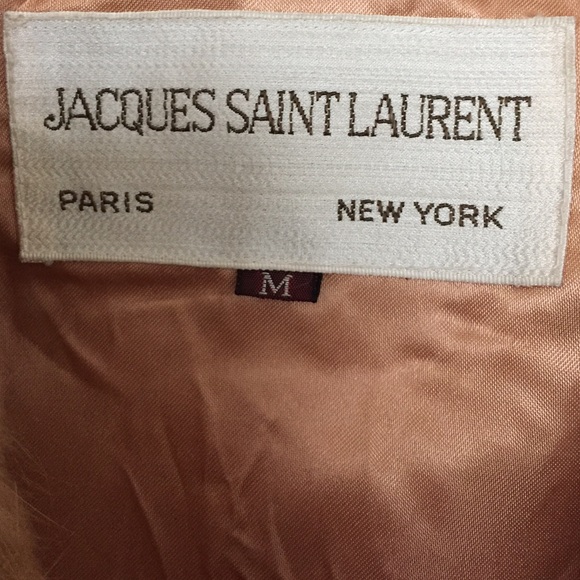 JACQUES SAINT LAURENT
PARIS NEW YORK
M